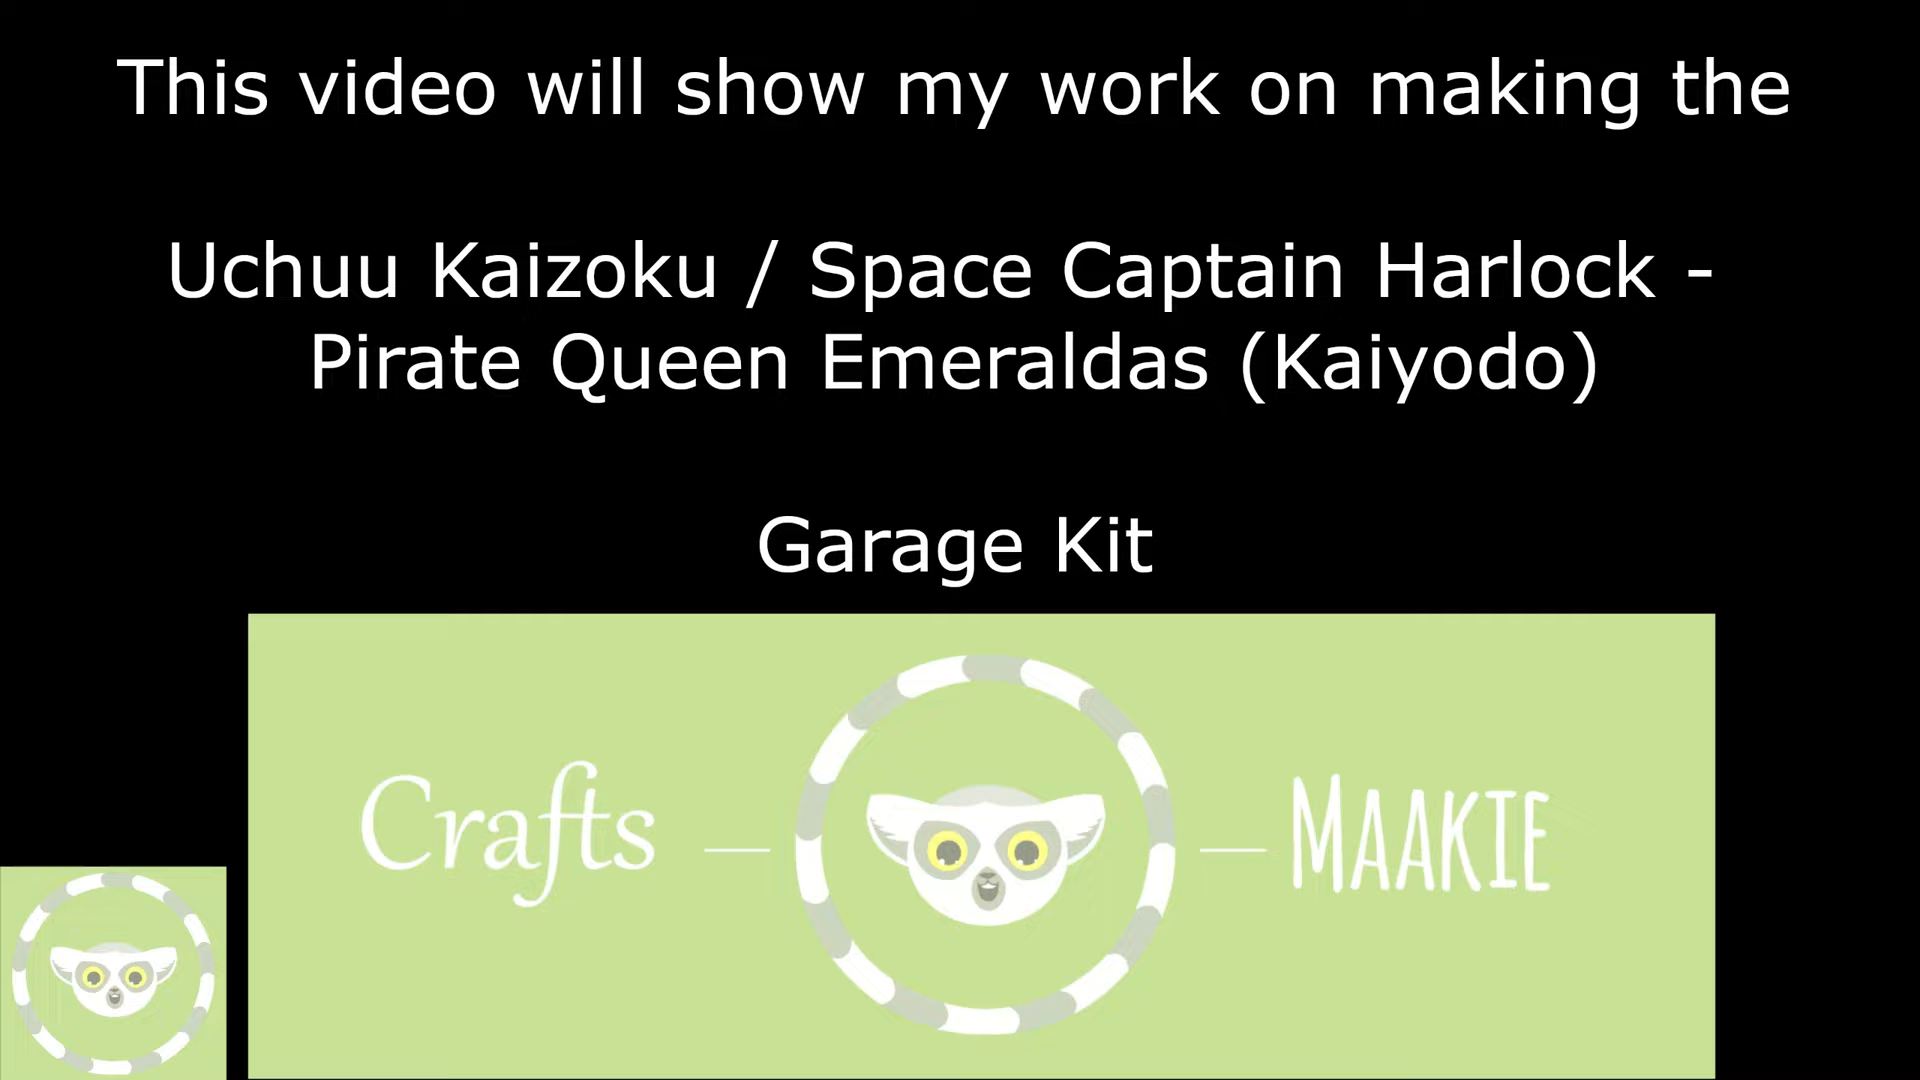 This video will show my work on making the
Uchuu Kaizoku / Space Captain Harlock -
Pirate Queen Emeraldas (Kaiyodo)
Garage Kit
Crafts
MAAKIE